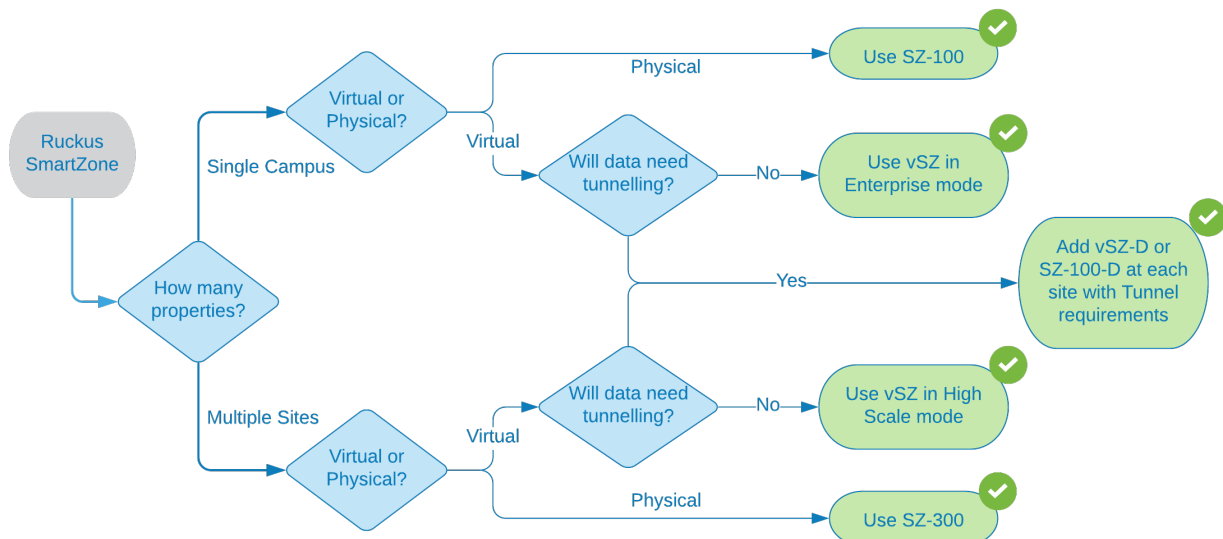 Ruckus
SmartZone
How many
properties?
Single Campus
Multiple Sites
Virtual or
Physical?
Physical
Virtual
Use SZ-100
Will data need
tunnelling?
No
Use vSZ in
Enterprise mode
Yes
Add vSZ-D or
SZ-100-D at each
site with Tunnel
requirements
Will data need
tunnelling?
No
Use vSZ in High
Scale mode
Virtual or
Physical?
Virtual
Physical
Use SZ-300